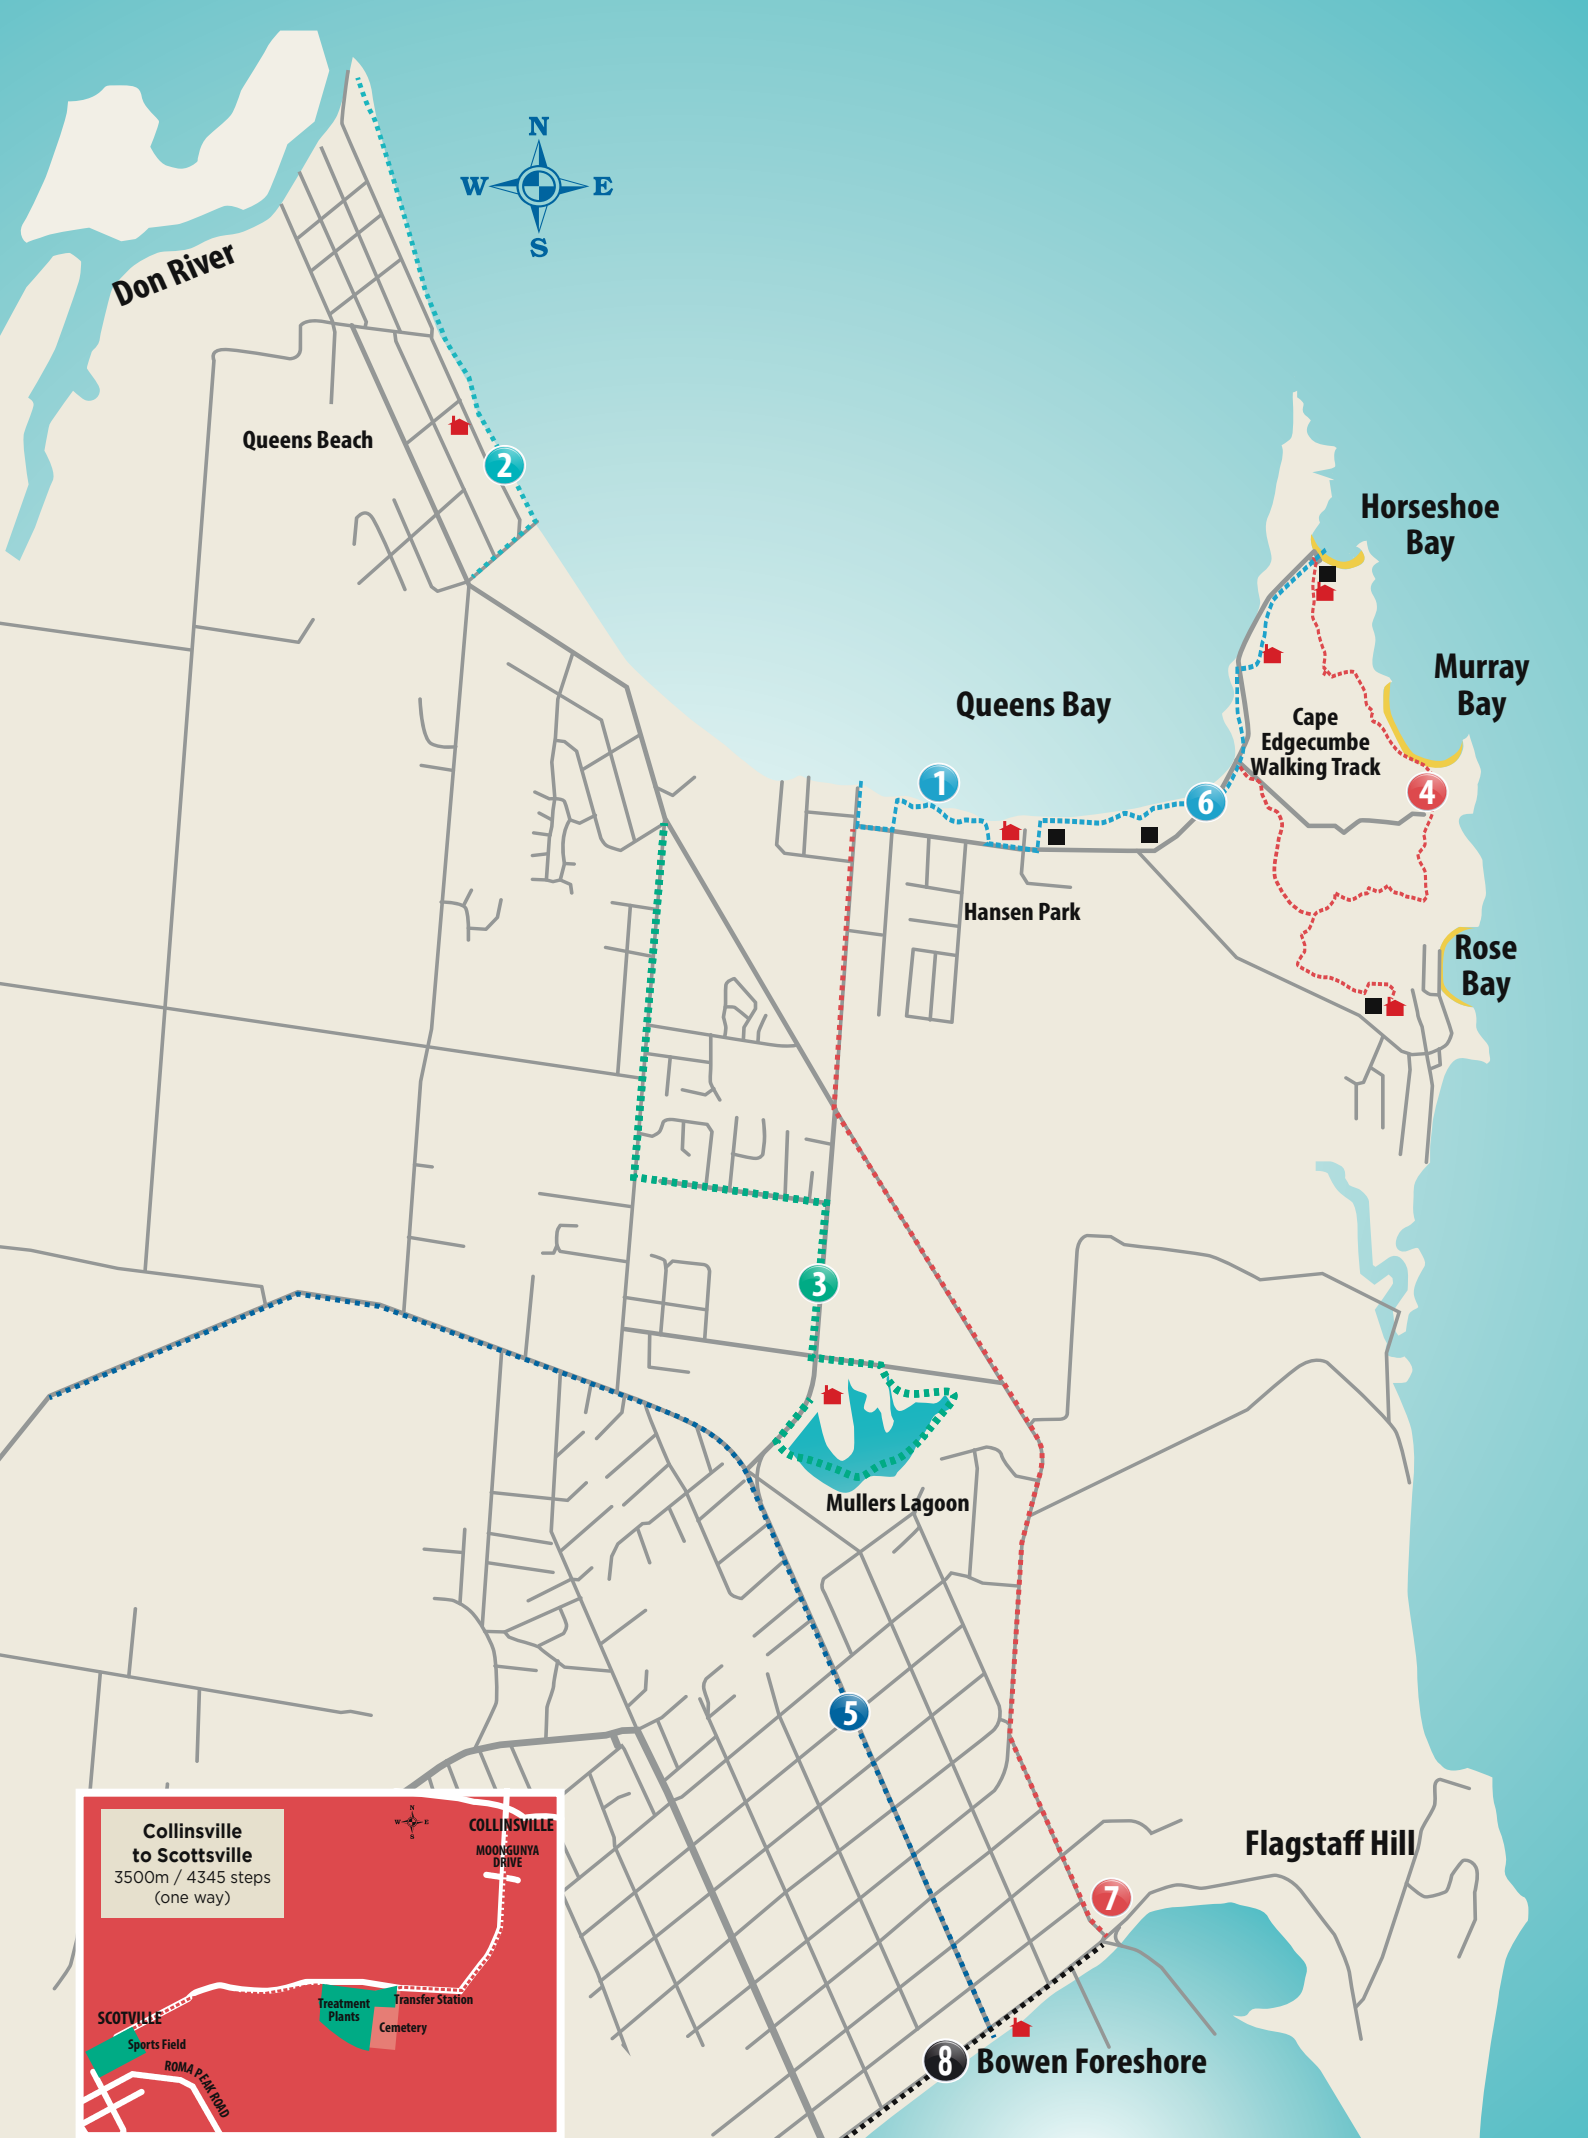 N
W E
S
Don River
Queens Beach
2
Horseshoe
Bay
Murray
Bay
Queens Bay
Cape
Edgecumbe
Walking Track
1
6
4
Hansen Park
Rose
Bay
3
Mullers Lagoon
5
Flagstaff Hill
7
8
Bowen Foreshore
Collinsville
to Scottsville
3500m / 4345 steps
(one way)
N
W E
S
COLLINSVILLE
MOONGUNYA
DRIVE
Treatment
Plants
Transfer Station
Cemetery
SCOTVILLE
Sports Field
ROMA PEAK ROAD